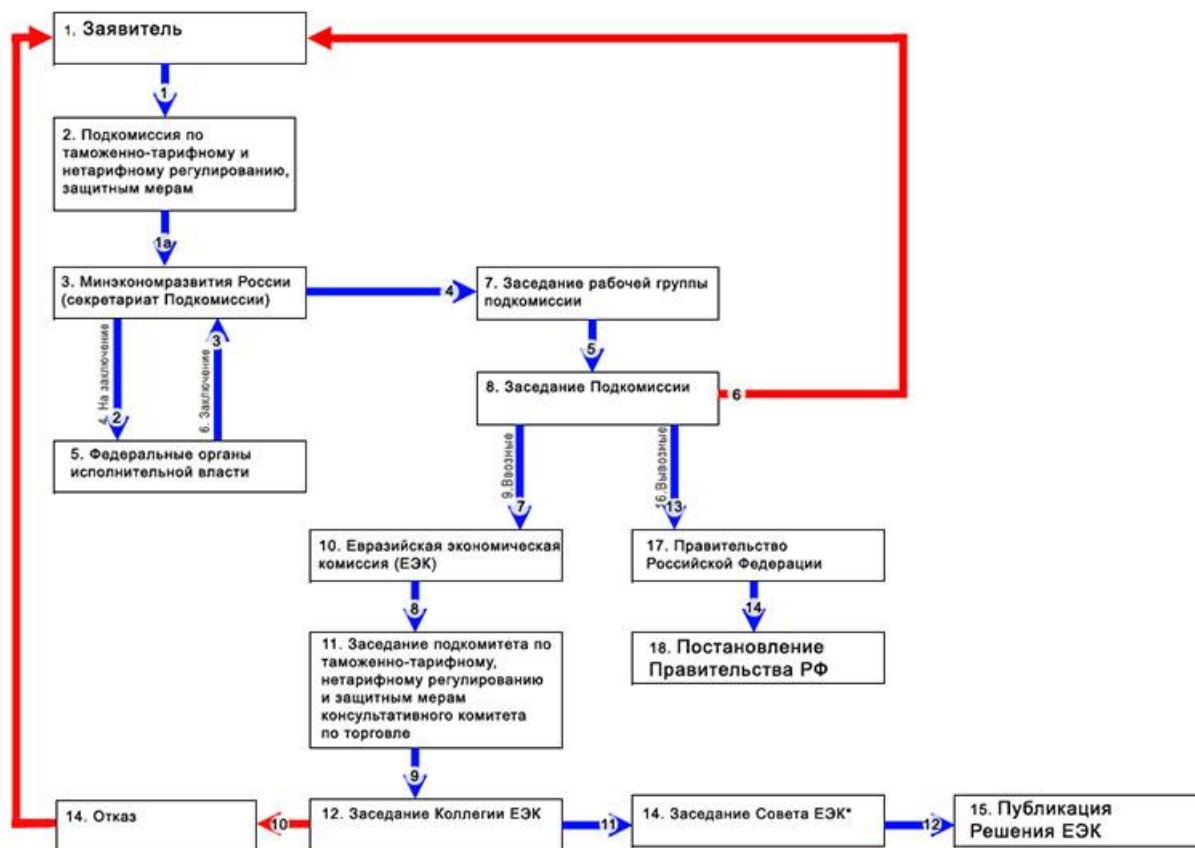 1. Заявитель
1
2. Подкомиссия по
таможенно-тарифному и
нетарифному регулированию,
защитным мерам
1а
3. Минэкономразвития России
(секретариат Подкомиссии)
4
7. Заседание рабочей группы
подкомиссии
4. На заключение
2
6. Заключение
3
5
8. Заседание Подкомиссии
6
5. Федеральные органы
исполнительной власти
9.Ввозные
7
16.Вывозные
13
10. Евразийская экономическая
комиссия (ЕЭК)
17. Правительство
Российской Федерации
8
14
11. Заседание подкомитета по
таможенно-тарифному,
нетарифному регулированию
и защитным мерам
консультативного комитета
по торговле
18. Постановление
Правительства РФ
9
14. Отказ
10
12. Заседание Коллегии ЕЭК
11
14. Заседание Совета ЕЭК*
12
15. Публикация
Решения ЕЭК